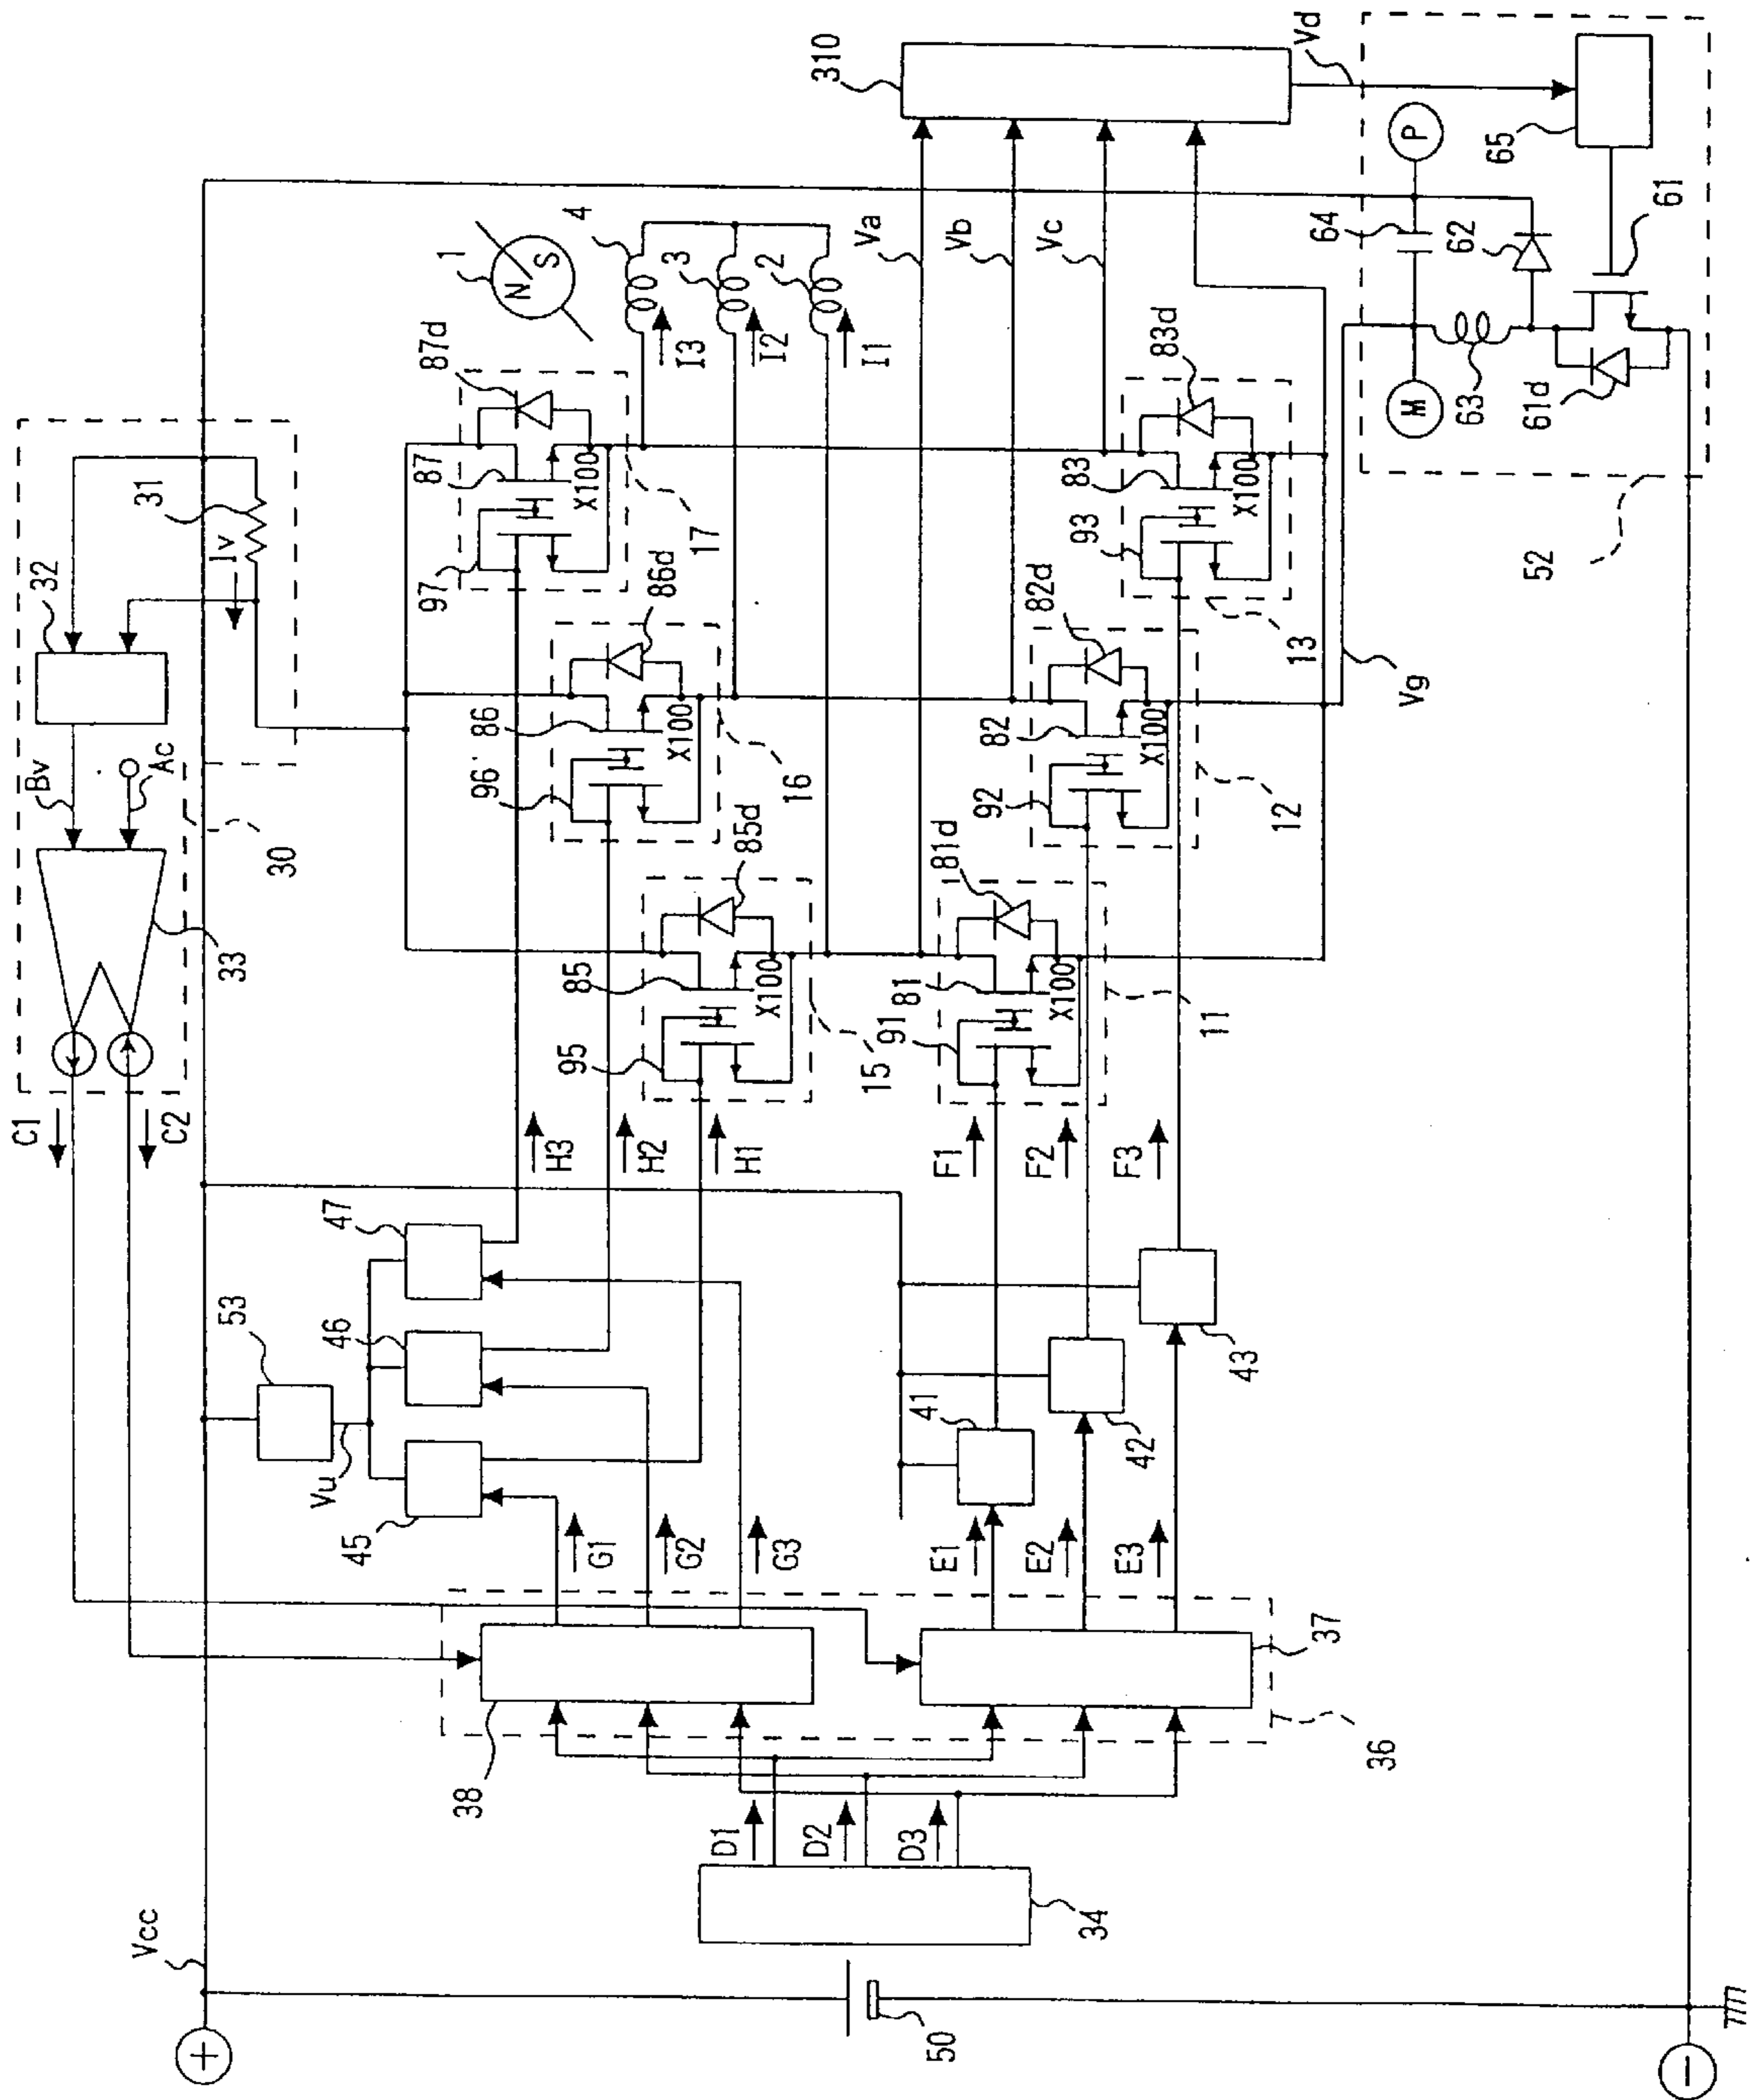 Vcc
C1
C2
33
Bv
Ac
32
31
Iv
30
53
Vu
47
46
45
G1
G2
G3
H3
H2
H1
97
87
87d
X100
17
96
86
86d
X100
16
95
85
85d
X100
15
1
N
S
4
3
2
I3
I2
I1
310
Va
Vb
Vc
Vd
38
D1
D2
D3
34
36
37
E1
E2
E3
41
42
43
F1
F2
F3
91
81
81d
X100
11
92
82
82d
X100
12
93
83
83d
X100
13
Vg
52
P
M
64
62
63
61d
61
65
50
+
−